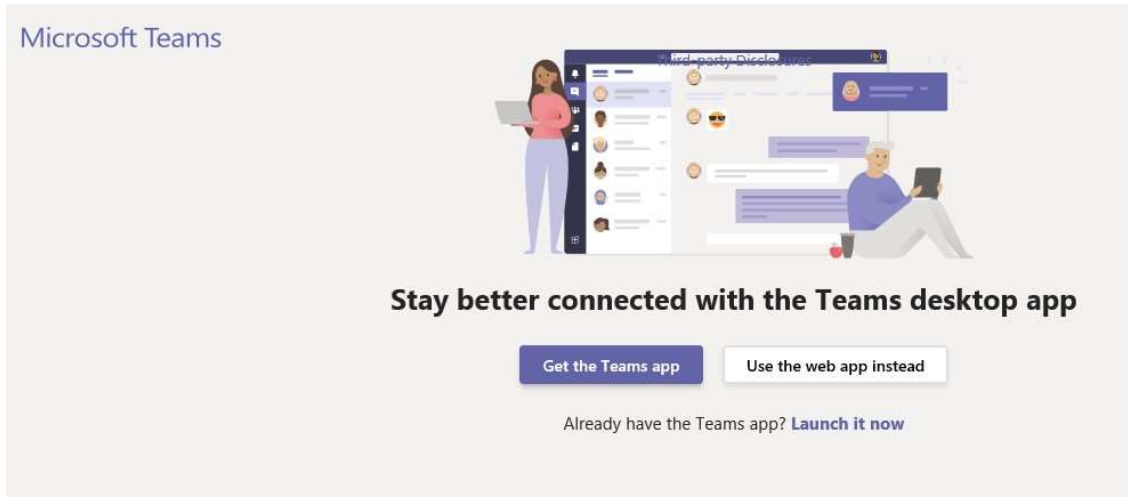 Microsoft Teams
Third-party Disclosures
Stay better connected with the Teams desktop app
Get the Teams app
Use the web app instead
Already have the Teams app? Launch it now